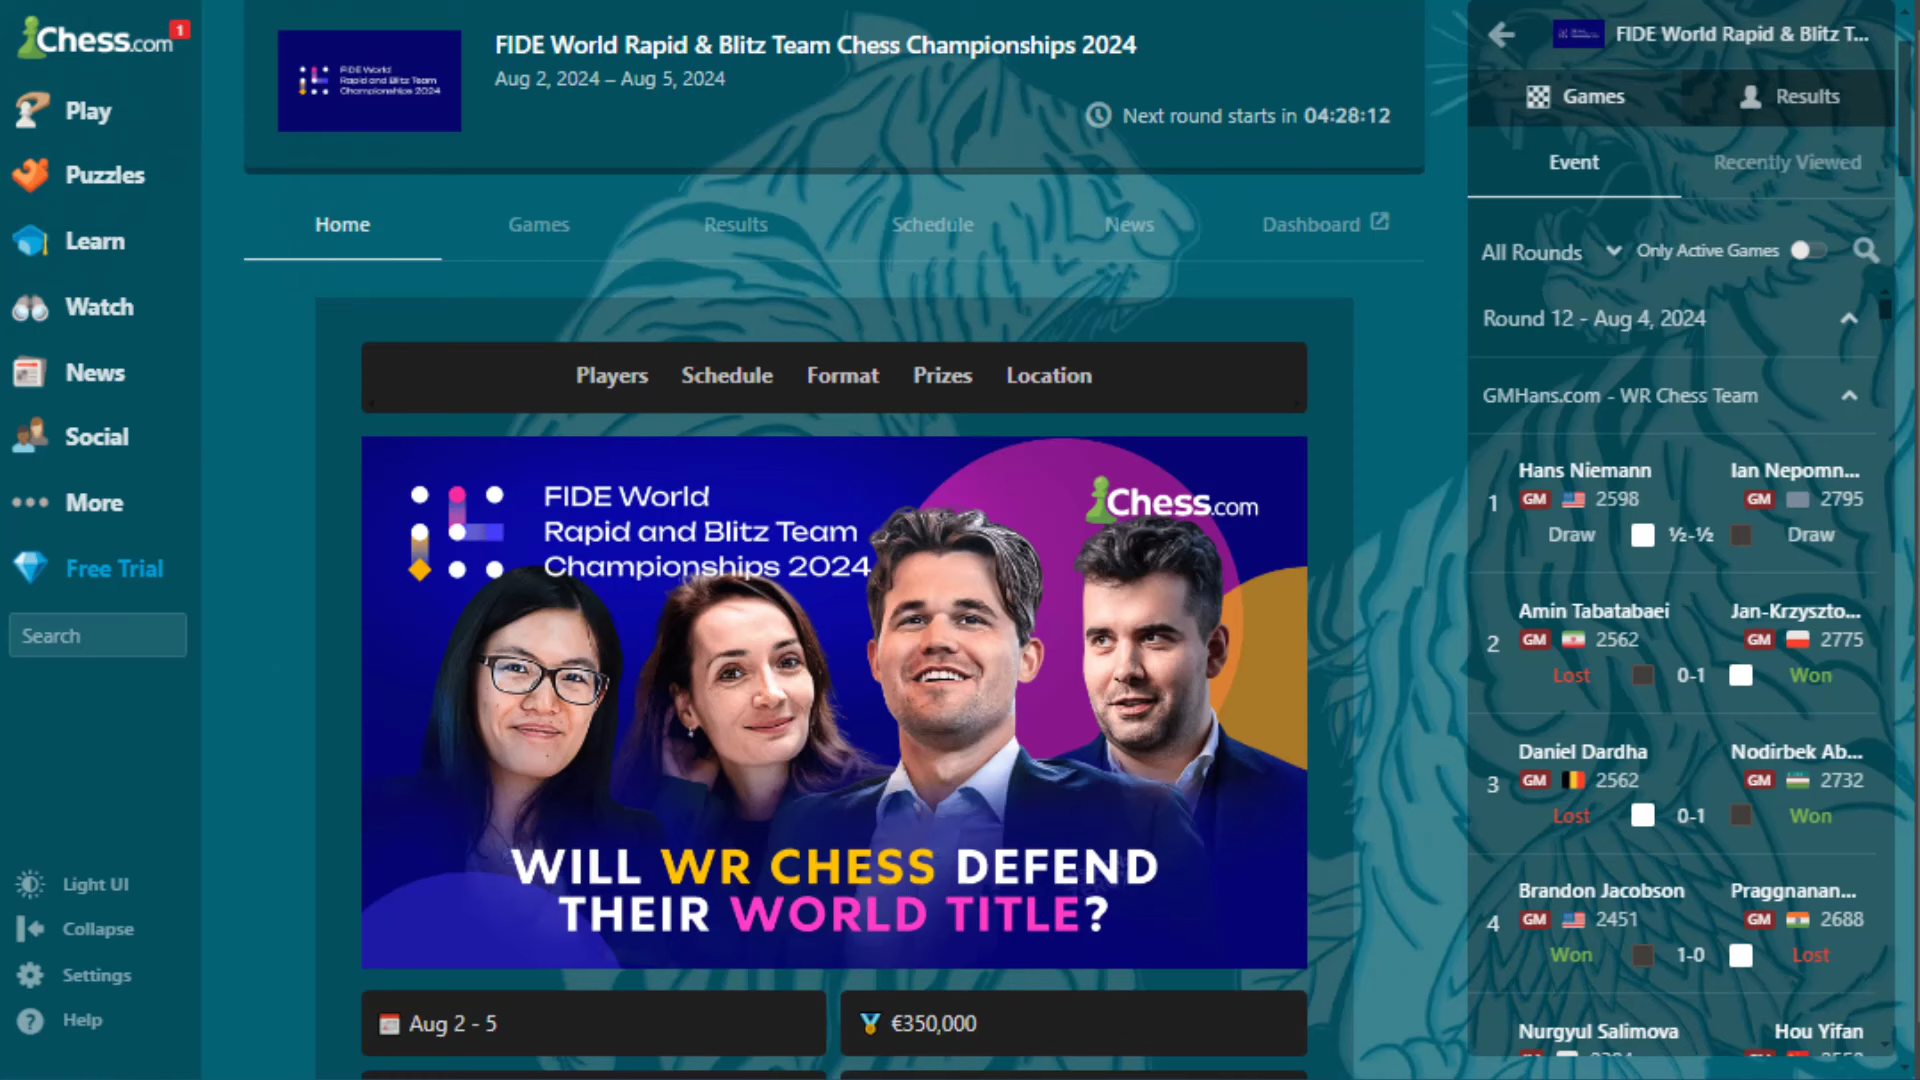 Chess.com
1
Play
Puzzles
Learn
Watch
News
Social
More
Free Trial
Search
Light UI
Collapse
Settings
Help
FIDE World
Rapid and Blitz Team
Championships 2024
FIDE World Rapid & Blitz Team Chess Championships 2024
Aug 2, 2024 – Aug 5, 2024
Next round starts in 04:28:12
Home
Games
Results
Schedule
News
Dashboard
Players
Schedule
Format
Prizes
Location
FIDE World
Rapid and Blitz Team
Championships 2024
Chess.com
WILL WR CHESS DEFEND
THEIR WORLD TITLE?
Aug 2 - 5
€350,000
FIDE World Rapid & Blitz T...
Games
Results
Event
Recently Viewed
All Rounds
Only Active Games
Round 12 - Aug 4, 2024
GMHans.com - WR Chess Team
1
Hans Niemann
GM 2598
Ian Nepomn...
GM 2795
Draw ½-½ Draw
2
Amin Tabatabaei
GM 2562
Jan-Krzyszto...
GM 2775
Lost 0-1 Won
3
Daniel Dardha
GM 2562
Nodirbek Ab...
GM 2732
Lost 0-1 Won
4
Brandon Jacobson
GM 2451
Praggnanan...
GM 2688
Won 1-0 Lost
Nurgyul Salimova
Hou Yifan